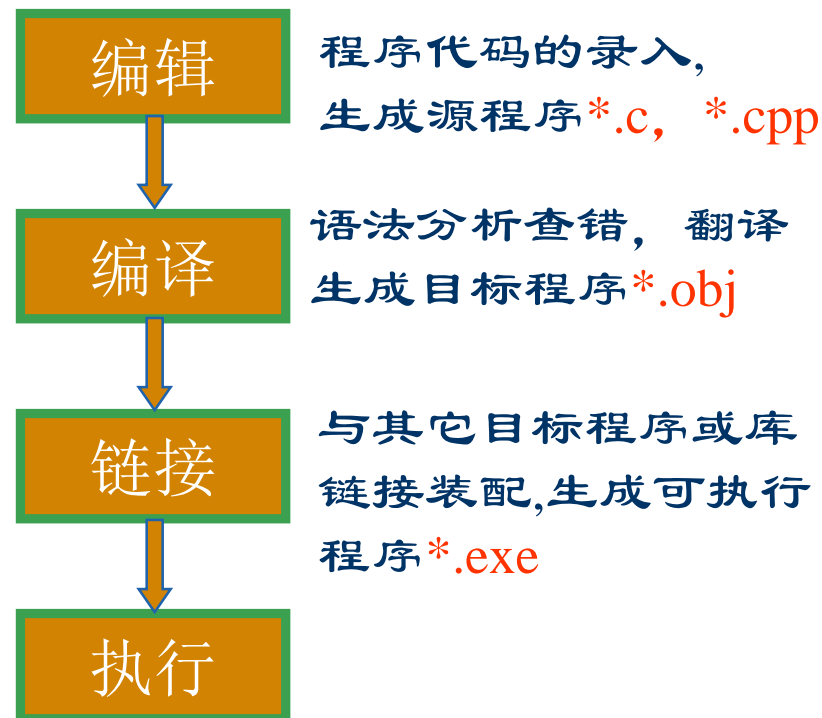 编辑
程序代码的录入,
生成源程序*.c，*.cpp
编译
语法分析查错，翻译
生成目标程序*.obj
链接
与其它目标程序或库
链接装配,生成可执行
程序*.exe
执行